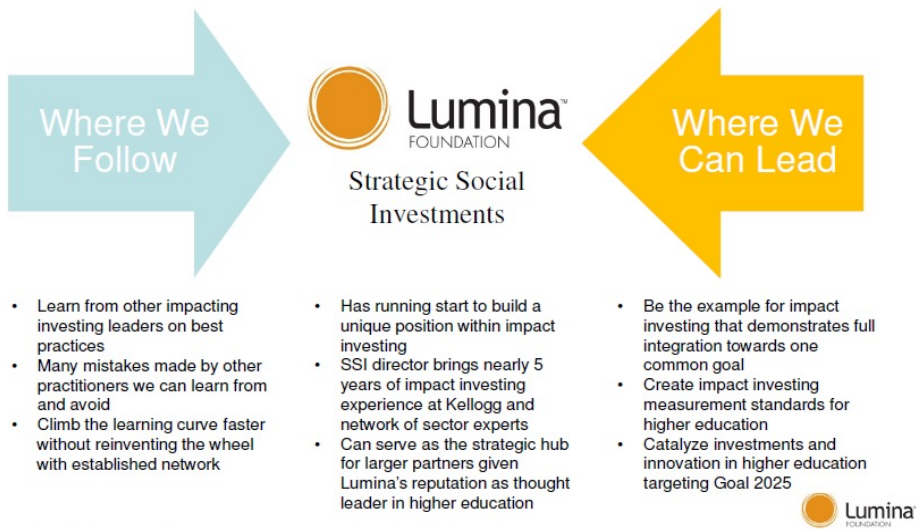 Where We
Follow
Lumina™
FOUNDATION
Strategic Social
Investments
Where We
Can Lead
• Learn from other impacting
investing leaders on best
practices
• Many mistakes made by other
practitioners we can learn from
and avoid
• Climb the learning curve faster
without reinventing the wheel
with established network
• Has running start to build a
unique position within impact
investing
• SSI director brings nearly 5
years of impact investing
experience at Kellogg and
network of sector experts
• Can serve as the strategic hub
for larger partners given
Lumina's reputation as thought
leader in higher education
• Be the example for impact
investing that demonstrates full
integration towards one
common goal
• Create impact investing
measurement standards for
higher education
• Catalyze investments and
innovation in higher education
targeting Goal 2025
Lumina
FOUNDATION